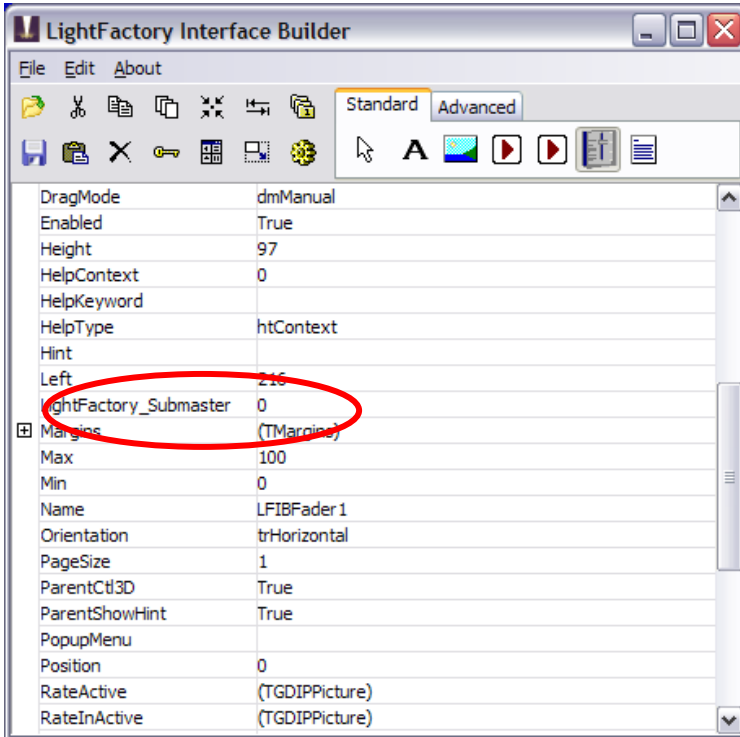 LightFactory Interface Builder
File Edit About
Standard Advanced
A
DragMode dmManual
Enabled True
Height 97
HelpContext 0
HelpKeyword
HelpType htContext
Hint
Left 216
LightFactory_Submaster 0
Margins (TMargins)
Max 100
Min 0
Name LFIBFader1
Orientation trHorizontal
PageSize 1
ParentCtl3D True
ParentShowHint True
PopupMenu
Position 0
RateActive (TGDIPPicture)
RateInActive (TGDIPPicture)